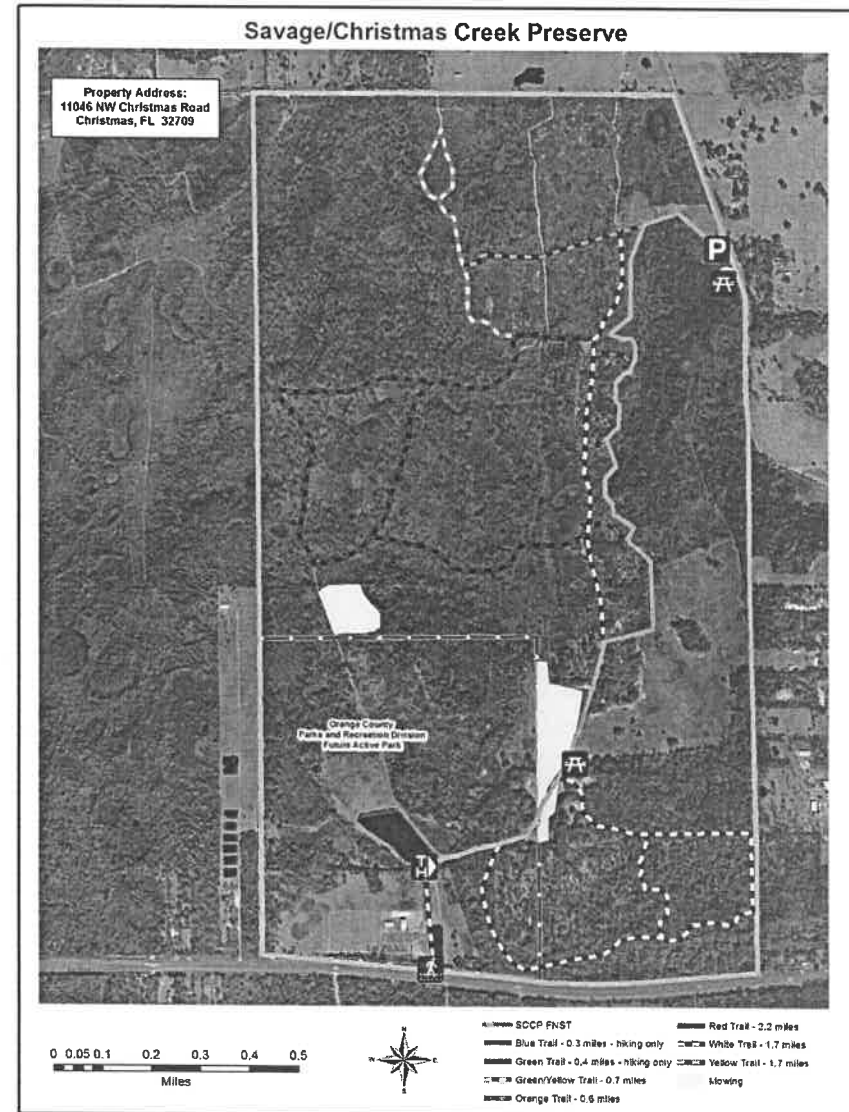 Savage/Christmas Creek Preserve
Property Address:
11046 NW Christmas Road
Christmas, FL 32709
P
Orange County
Parks and Recreation Division
Future Active Park
N
W
E
S
0 0.05 0.1 0.2 0.3 0.4 0.5
Miles
SCCP FNST
Blue Trail - 0.3 miles - hiking only
Green Trail - 0.4 miles - hiking only
Green/Yellow Trail - 0.7 miles
Orange Trail - 0.6 miles
Red Trail - 2.2 miles
White Trail - 1.7 miles
Yellow Trail - 1.7 miles
Mowing